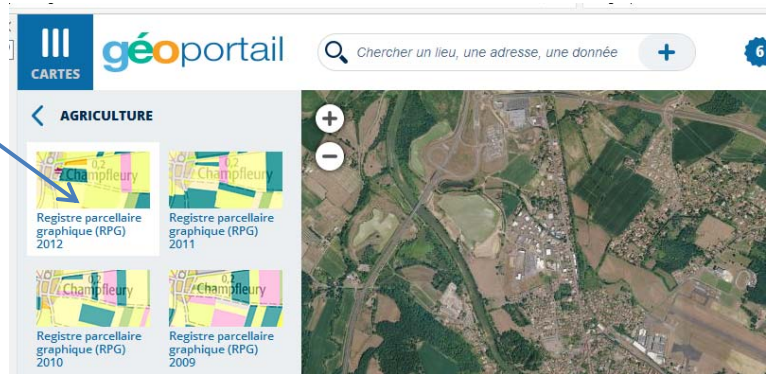 CARTES
géoportail
Chercher un lieu, une adresse, une donnée
+
6
AGRICULTURE
+
−
0,2
Champfleury
Registre parcellaire
graphique (RPG)
2012
Registre parcellaire
graphique (RPG)
2011
0,2
Champfleury
Registre parcellaire
graphique (RPG)
2010
0,2
Champfleury
Registre parcellaire
graphique (RPG)
2009